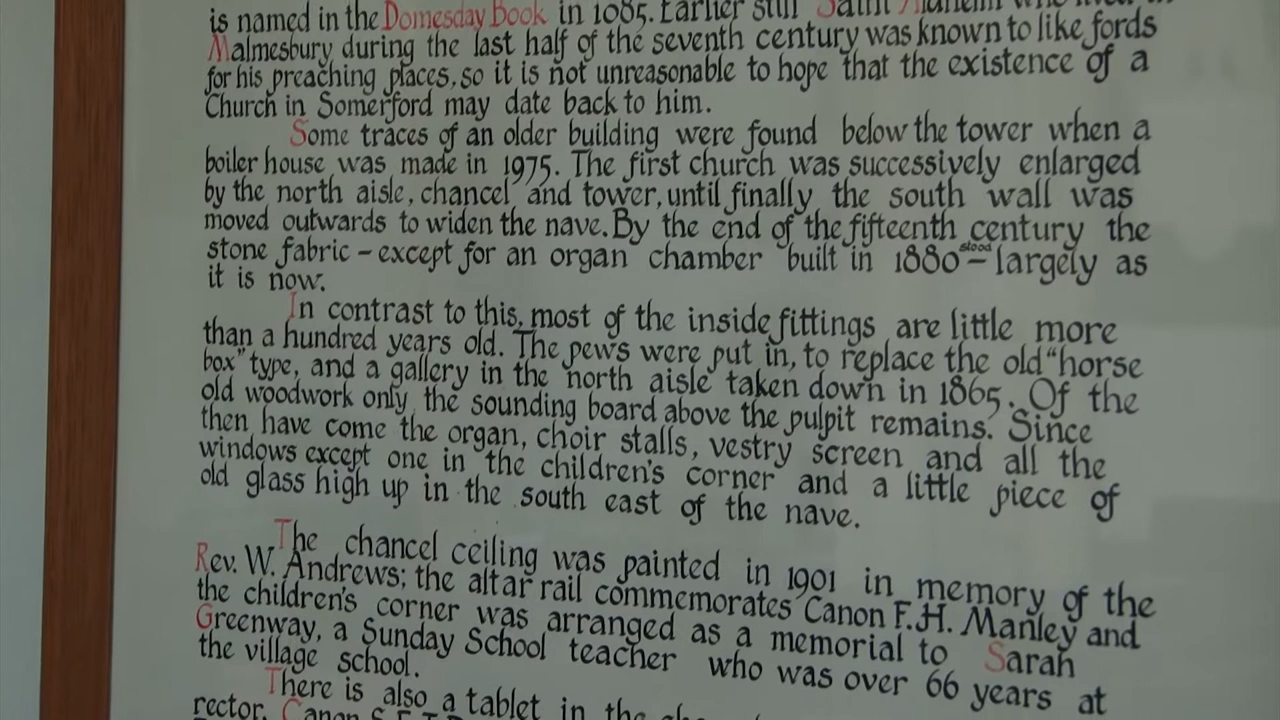 is named in the Domesday Book in 1085. Earlier still Saint Aldhelm who lived in
Malmesbury during the last half of the seventh century was known to like fords
for his preaching places, so it is not unreasonable to hope that the existence of a
Church in Somerford may date back to him.
Some traces of an older building were found below the tower when a
boiler house was made in 1975. The first church was successively enlarged
by the north aisle, chancel and tower, until finally the south wall was
moved outwards to widen the nave. By the end of the fifteenth century the
stone fabric – except for an organ chamber built in 1880 – stood largely as
it is now.
In contrast to this, most of the inside fittings are little more
than a hundred years old. The pews were put in, to replace the old "horse
box" type, and a gallery in the north aisle taken down in 1865. Of the
old woodwork only the sounding board above the pulpit remains. Since
then have come the organ, choir stalls, vestry screen and all the
windows except one in the children's corner and a little piece of
old glass high up in the south east of the nave.
The chancel ceiling was painted in 1901 in memory of the
Rev. W. Andrews; the altar rail commemorates Canon F.H. Manley and
the children's corner was arranged as a memorial to Sarah
Greenway, a Sunday School teacher who was over 66 years at
the village school.
There is also a tablet in the
rector, Canon